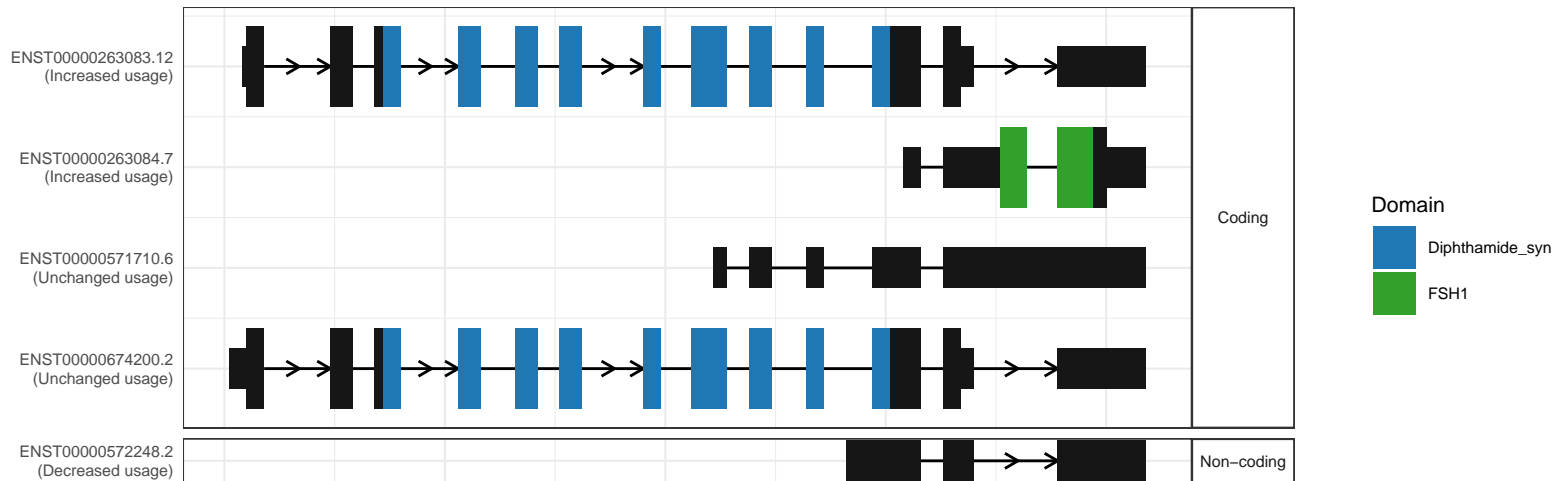 ENST00000263083.12
(Increased usage)
ENST00000263084.7
(Increased usage)
ENST00000571710.6
(Unchanged usage)
ENST00000674200.2
(Unchanged usage)
ENST00000572248.2
(Decreased usage)
Coding
Non−coding
Domain
Diphthamide_syn
FSH1